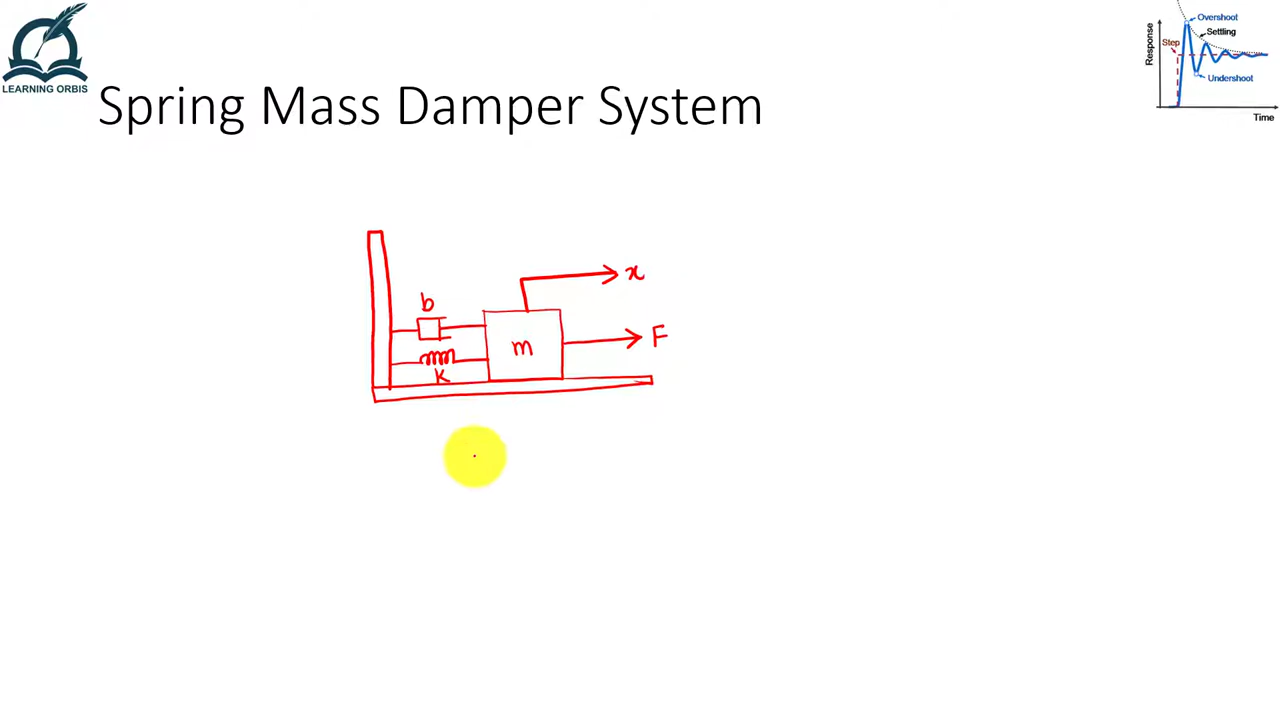 LEARNING ORBIS
Spring Mass Damper System
Overshoot
Settling
Step
Undershoot
Response
Time
x
b
F
m
K